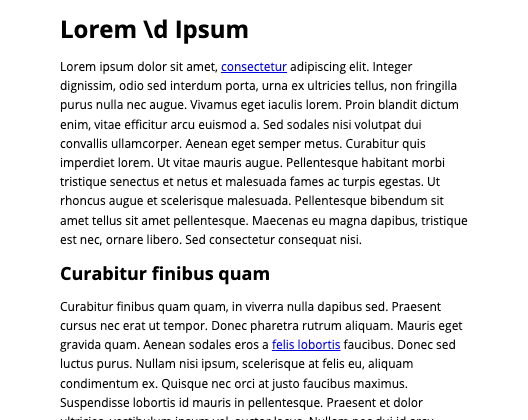 Lorem \d Ipsum
Lorem ipsum dolor sit amet, consectetur adipiscing elit. Integer
dignissim, odio sed interdum porta, urna ex ultricies tellus, non fringilla
purus nulla nec augue. Vivamus eget iaculis lorem. Proin blandit dictum
enim, vitae efficitur arcu euismod a. Sed sodales nisi volutpat dui
convallis ullamcorper. Aenean eget semper metus. Curabitur quis
imperdiet lorem. Ut vitae mauris augue. Pellentesque habitant morbi
tristique senectus et netus et malesuada fames ac turpis egestas. Ut
rhoncus augue et scelerisque malesuada. Pellentesque bibendum sit
amet tellus sit amet pellentesque. Maecenas eu magna dapibus, tristique
est nec, ornare libero. Sed consectetur consequat nisi.
Curabitur finibus quam
Curabitur finibus quam quam, in viverra nulla dapibus sed. Praesent
cursus nec erat ut tempor. Donec pharetra rutrum aliquam. Mauris eget
gravida quam. Aenean sodales eros a felis lobortis faucibus. Donec sed
luctus purus. Nullam nisi ipsum, scelerisque at felis eu, aliquam
condimentum ex. Quisque nec orci at justo faucibus maximus.
Suspendisse lobortis id mauris in pellentesque. Praesent et dolor